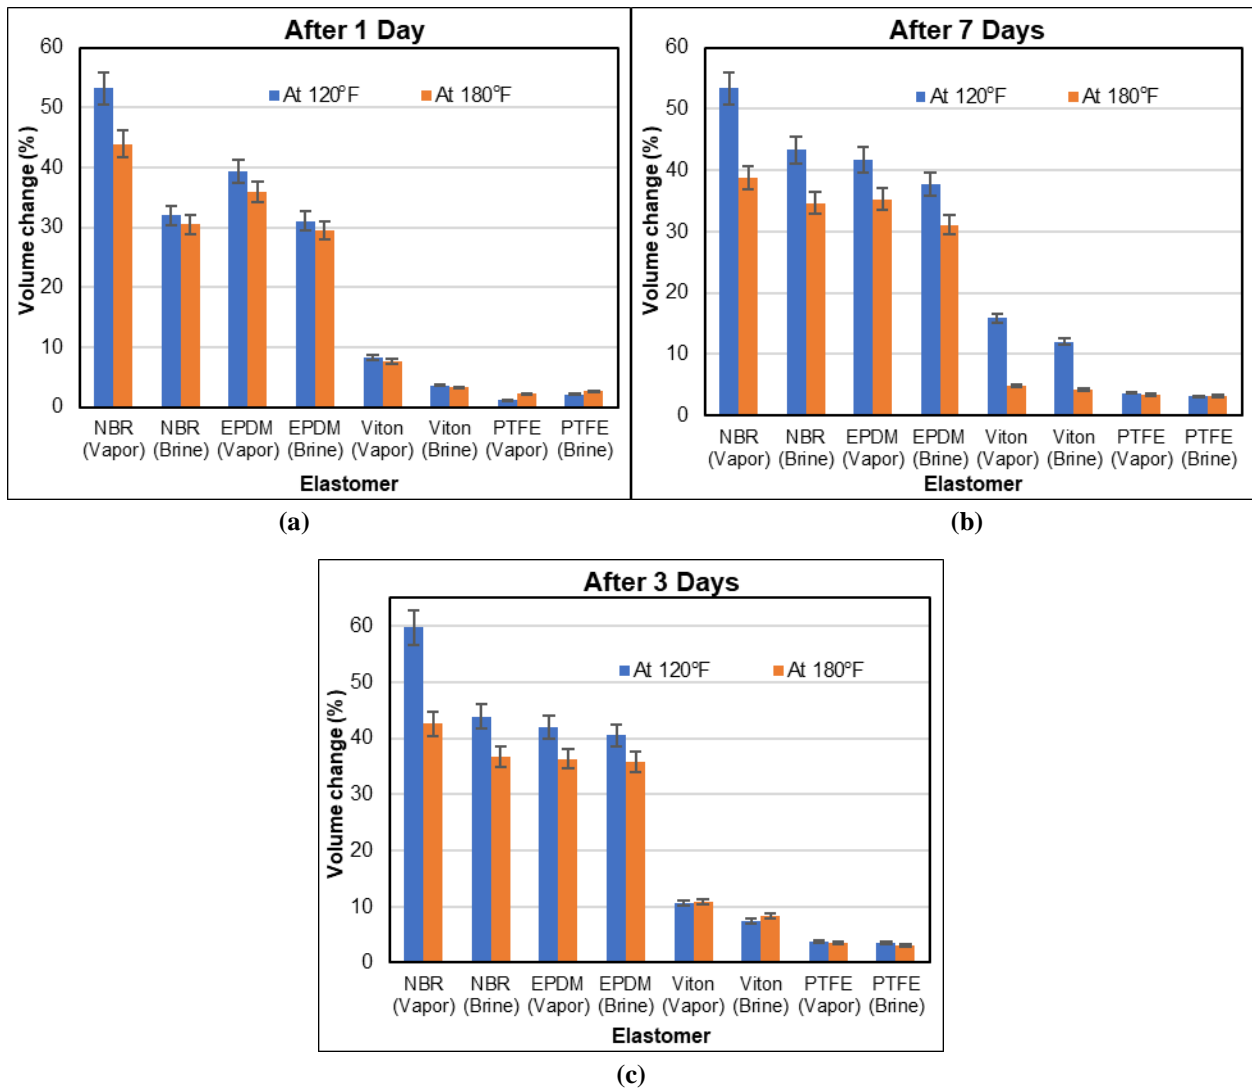 After 1 Day
Volume change (%)
60
50
40
30
20
10
0
At 120°F
At 180°F
NBR (Vapor)
NBR (Brine)
EPDM (Vapor)
EPDM (Brine)
Viton (Vapor)
Viton (Brine)
PTFE (Vapor)
PTFE (Brine)
Elastomer
(a)
After 7 Days
Volume change (%)
60
50
40
30
20
10
0
At 120°F
At 180°F
NBR (Vapor)
NBR (Brine)
EPDM (Vapor)
EPDM (Brine)
Viton (Vapor)
Viton (Brine)
PTFE (Vapor)
PTFE (Brine)
Elastomer
(b)
After 3 Days
Volume change (%)
60
50
40
30
20
10
0
At 120°F
At 180°F
NBR (Vapor)
NBR (Brine)
EPDM (Vapor)
EPDM (Brine)
Viton (Vapor)
Viton (Brine)
PTFE (Vapor)
PTFE (Brine)
Elastomer
(c)